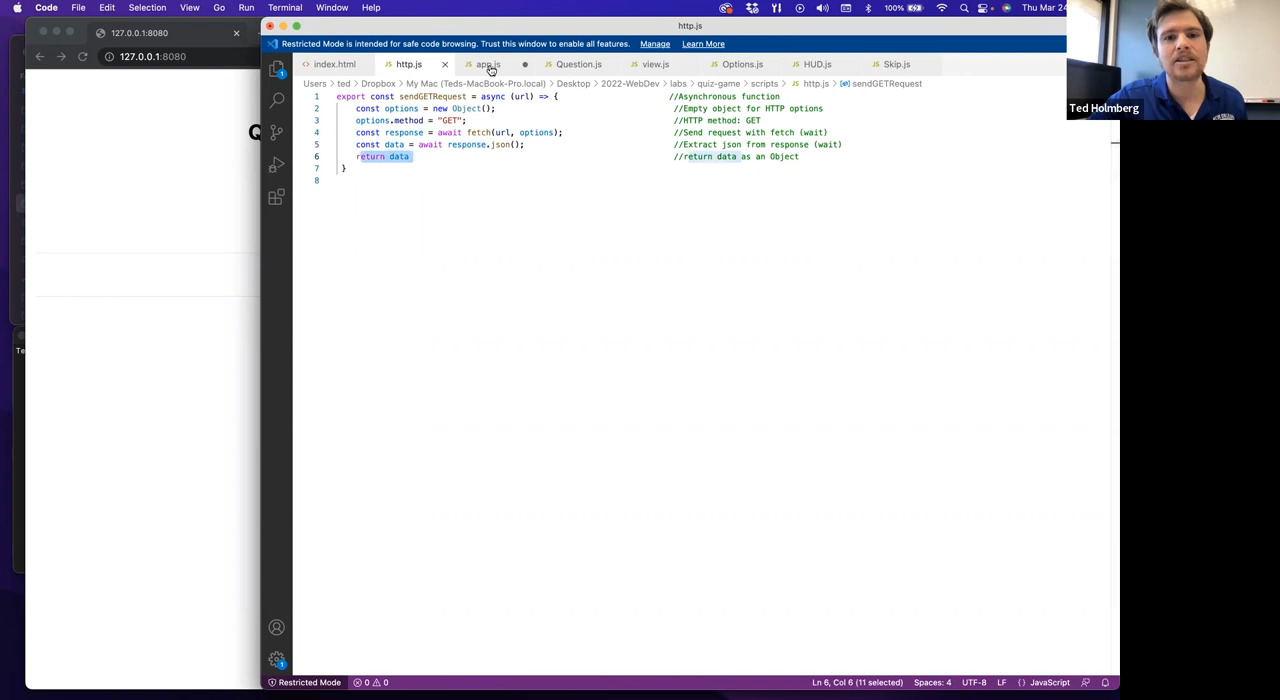 Code File Edit Selection View Go Run Terminal Window Help 100% Thu Mar 24
127.0.0.1:8080
127.0.0.1:8080
Q
Te
http.js
Restricted Mode is intended for safe code browsing. Trust this window to enable all features. Manage Learn More
index.html http.js app.js Question.js view.js Options.js HUD.js Skip.js
Users > ted > Dropbox > My Mac (Teds-MacBook-Pro.local) > Desktop > 2022-WebDev > labs > quiz-game > scripts > http.js > sendGETRequest
1 export const sendGETRequest = async (url) => { //Asynchronous function
2 const options = new Object(); //Empty object for HTTP options
3 options.method = "GET"; //HTTP method: GET
4 const response = await fetch(url, options); //Send request with fetch (wait)
5 const data = await response.json(); //Extract json from response (wait)
6 return data //return data as an Object
7 }
8
1
1
Restricted Mode 0 0 Ln 6, Col 6 (11 selected) Spaces: 4 UTF-8 LF {} JavaScript
Ted Holmberg